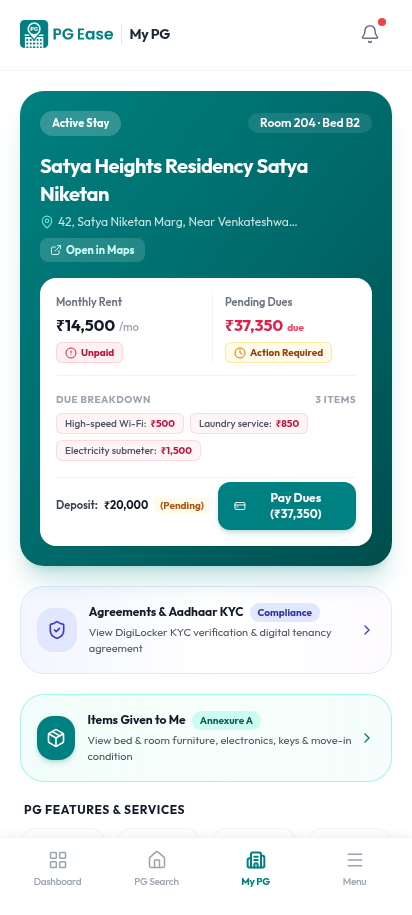 PG Ease My PG
Active Stay
Room 204 · Bed B2
Satya Heights Residency Satya
Niketan
42, Satya Niketan Marg, Near Venkateshwa...
Open in Maps
Monthly Rent
₹14,500 /mo
Unpaid
Pending Dues
₹37,350 due
Action Required
DUE BREAKDOWN
3 ITEMS
High-speed Wi-Fi: ₹500
Laundry service: ₹850
Electricity submeter: ₹1,500
Deposit: ₹20,000 (Pending)
Pay Dues
(₹37,350)
Agreements & Aadhaar KYC Compliance
View DigiLocker KYC verification & digital tenancy
agreement
Items Given to Me Annexure A
View bed & room furniture, electronics, keys & move-in
condition
PG FEATURES & SERVICES
Dashboard
PG Search
My PG
Menu